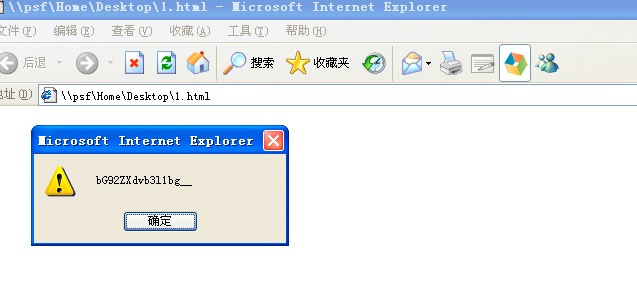 \\psf\Home\Desktop\1.html - Microsoft Internet Explorer
文件(F) 编辑(E) 查看(V) 收藏(A) 工具(T) 帮助(H)
后退 搜索 收藏夹
地址(D) \\psf\Home\Desktop\1.html
Microsoft Internet Explorer
bG92ZXdvb3l1bg__
确定